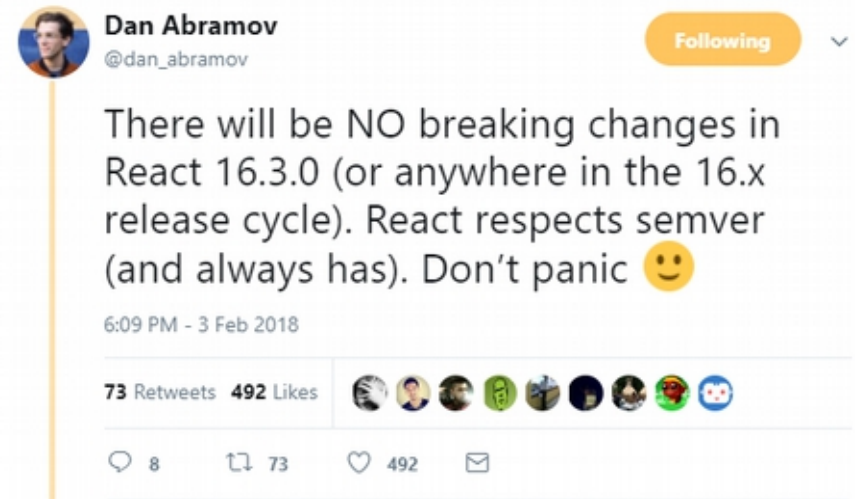 Dan Abramov
@dan_abramov
Following
There will be NO breaking changes in
React 16.3.0 (or anywhere in the 16.x
release cycle). React respects semver
(and always has). Don’t panic 🙂
6:09 PM - 3 Feb 2018
73 Retweets 492 Likes
8 73 492